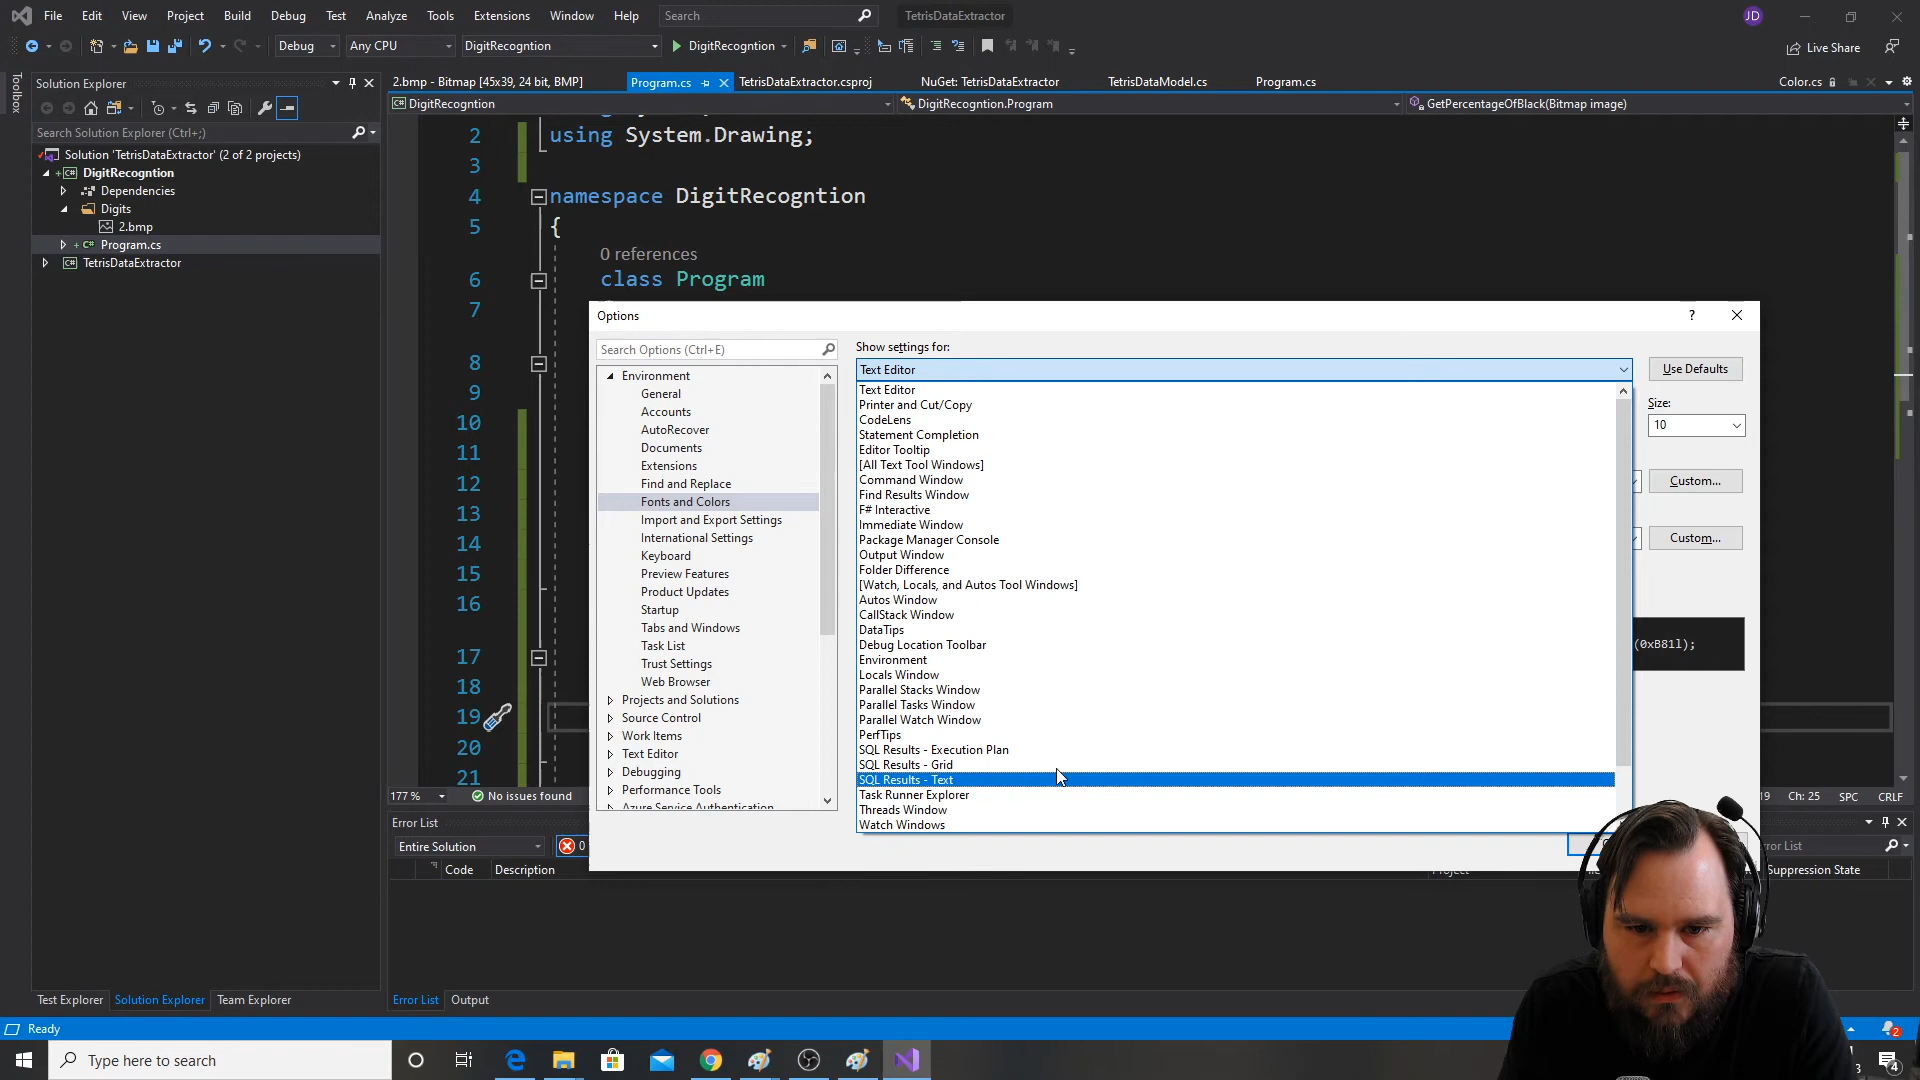 File Edit View Project Build Debug Test Analyze Tools Extensions Window Help Search TetrisDataExtractor JD
Debug Any CPU DigitRecogntion DigitRecogntion Live Share
Toolbox
Solution Explorer
Search Solution Explorer (Ctrl+;)
Solution 'TetrisDataExtractor' (2 of 2 projects)
DigitRecogntion
Dependencies
Digits
2.bmp
Program.cs
TetrisDataExtractor
2.bmp - Bitmap [45x39, 24 bit, BMP] Program.cs TetrisDataExtractor.csproj NuGet: TetrisDataExtractor TetrisDataModel.cs Program.cs Color.cs
DigitRecogntion DigitRecogntion.Program GetPercentageOfBlack(Bitmap image)
2 using System.Drawing;
3
4 namespace DigitRecogntion
5 {
0 references
6 class Program
7
8
9
10
11
12
13
14
15
16
17
18
19
20
21
Options
Search Options (Ctrl+E)
Environment
General
Accounts
AutoRecover
Documents
Extensions
Find and Replace
Fonts and Colors
Import and Export Settings
International Settings
Keyboard
Preview Features
Product Updates
Startup
Tabs and Windows
Task List
Trust Settings
Web Browser
Projects and Solutions
Source Control
Work Items
Text Editor
Debugging
Performance Tools
Azure Service Authentication
Show settings for:
Text Editor
Use Defaults
Text Editor
Printer and Cut/Copy
CodeLens
Statement Completion
Editor Tooltip
[All Text Tool Windows]
Command Window
Find Results Window
F# Interactive
Immediate Window
Package Manager Console
Output Window
Folder Difference
[Watch, Locals, and Autos Tool Windows]
Autos Window
CallStack Window
DataTips
Debug Location Toolbar
Environment
Locals Window
Parallel Stacks Window
Parallel Tasks Window
Parallel Watch Window
PerfTips
SQL Results - Execution Plan
SQL Results - Grid
SQL Results - Text
Task Runner Explorer
Threads Window
Watch Windows
Size:
10
Custom...
Custom...
(0xB81l);
177 % No issues found 19 Ch: 25 SPC CRLF
Error List
Entire Solution 0 Error List
Code Description Project Suppression State
Test Explorer Solution Explorer Team Explorer Error List Output
Ready 2
Type here to search 4